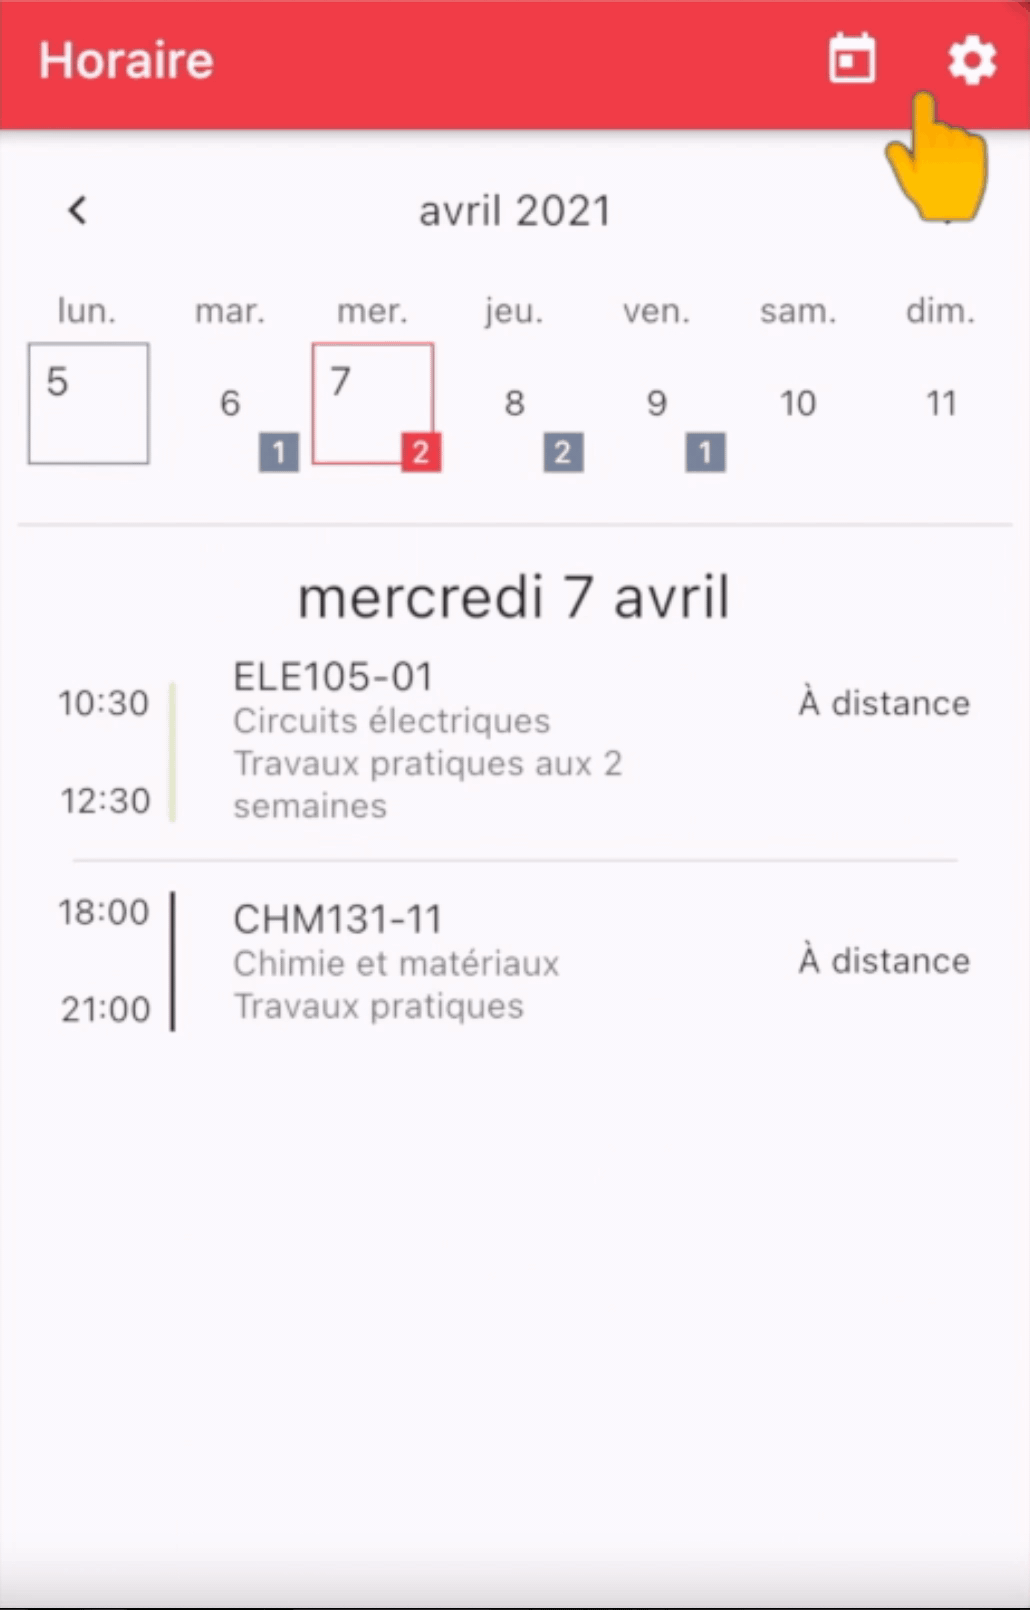 Horaire
avril 2021
lun. mar. mer. jeu. ven. sam. dim.
5 6 7 8 9 10 11
1 2 2 1
mercredi 7 avril
10:30
12:30
ELE105-01
Circuits électriques
Travaux pratiques aux 2
semaines
À distance
18:00
21:00
CHM131-11
Chimie et matériaux
Travaux pratiques
À distance